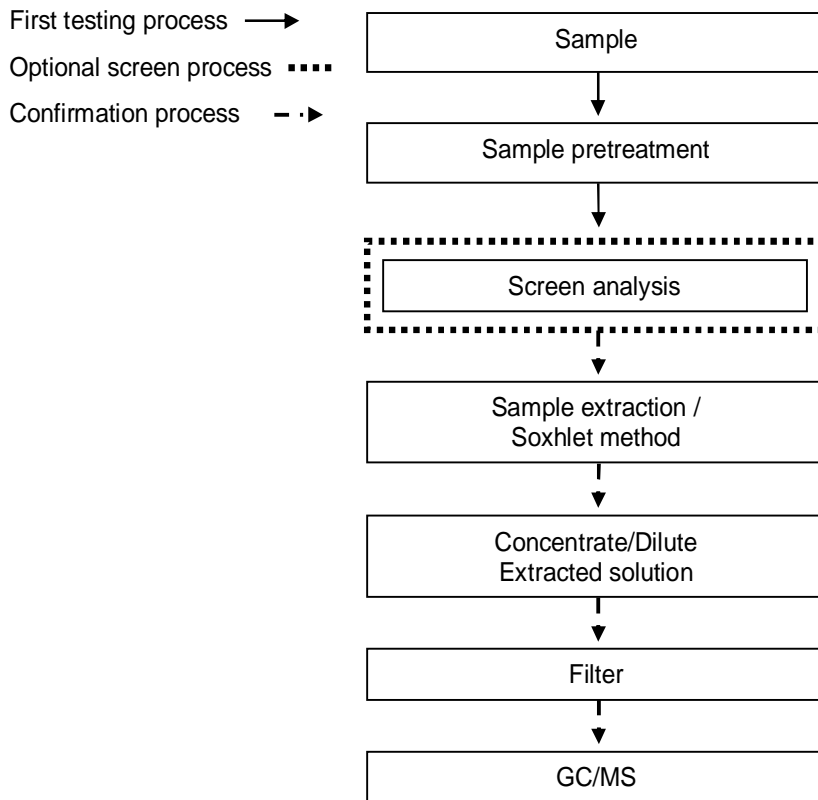 First testing process
Optional screen process
Confirmation process
Sample
Sample pretreatment
Screen analysis
Sample extraction /
Soxhlet method
Concentrate/Dilute
Extracted solution
Filter
GC/MS